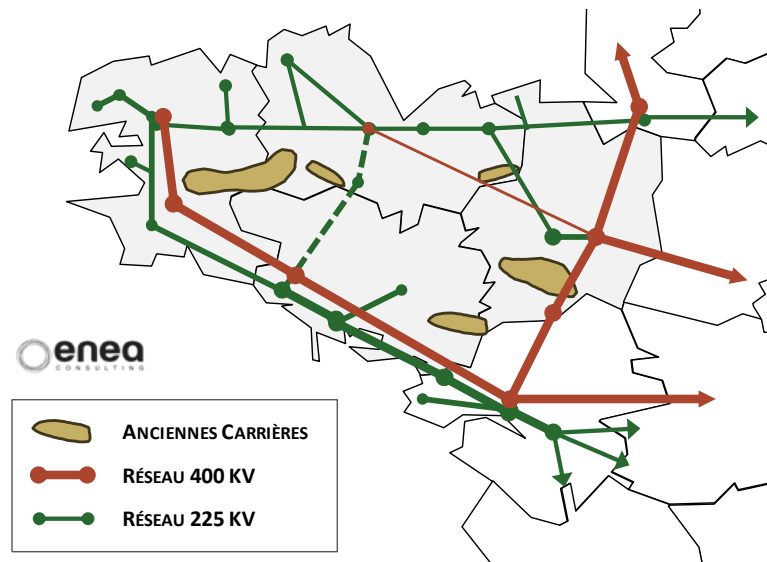 enea
CONSULTING
ANCIENNES CARRIÈRES
RÉSEAU 400 KV
RÉSEAU 225 KV